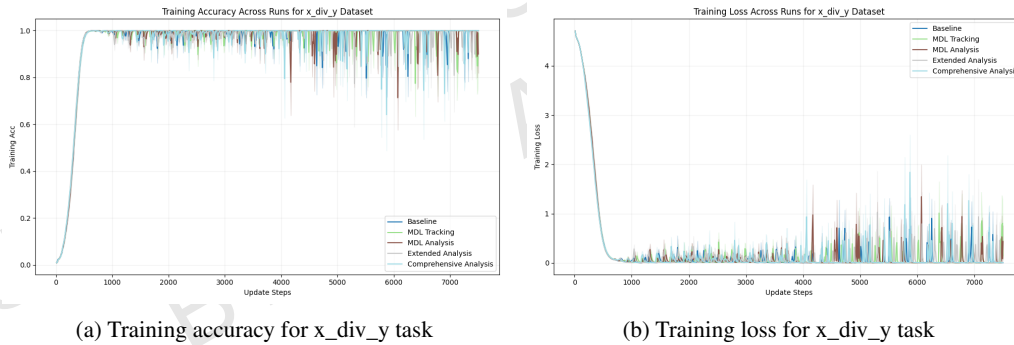 Training Accuracy Across Runs for x_div_y Dataset
1.0
0.8
0.6
0.4
0.2
0.0
Training Acc
0 1000 2000 3000 4000 5000 6000 7000
Update Steps
Baseline
MDL Tracking
MDL Analysis
Extended Analysis
Comprehensive Analysis
(a) Training accuracy for x_div_y task
Training Loss Across Runs for x_div_y Dataset
4
3
2
1
0
Training Loss
0 1000 2000 3000 4000 5000 6000 7000
Update Steps
Baseline
MDL Tracking
MDL Analysis
Extended Analysis
Comprehensive Analysis
(b) Training loss for x_div_y task